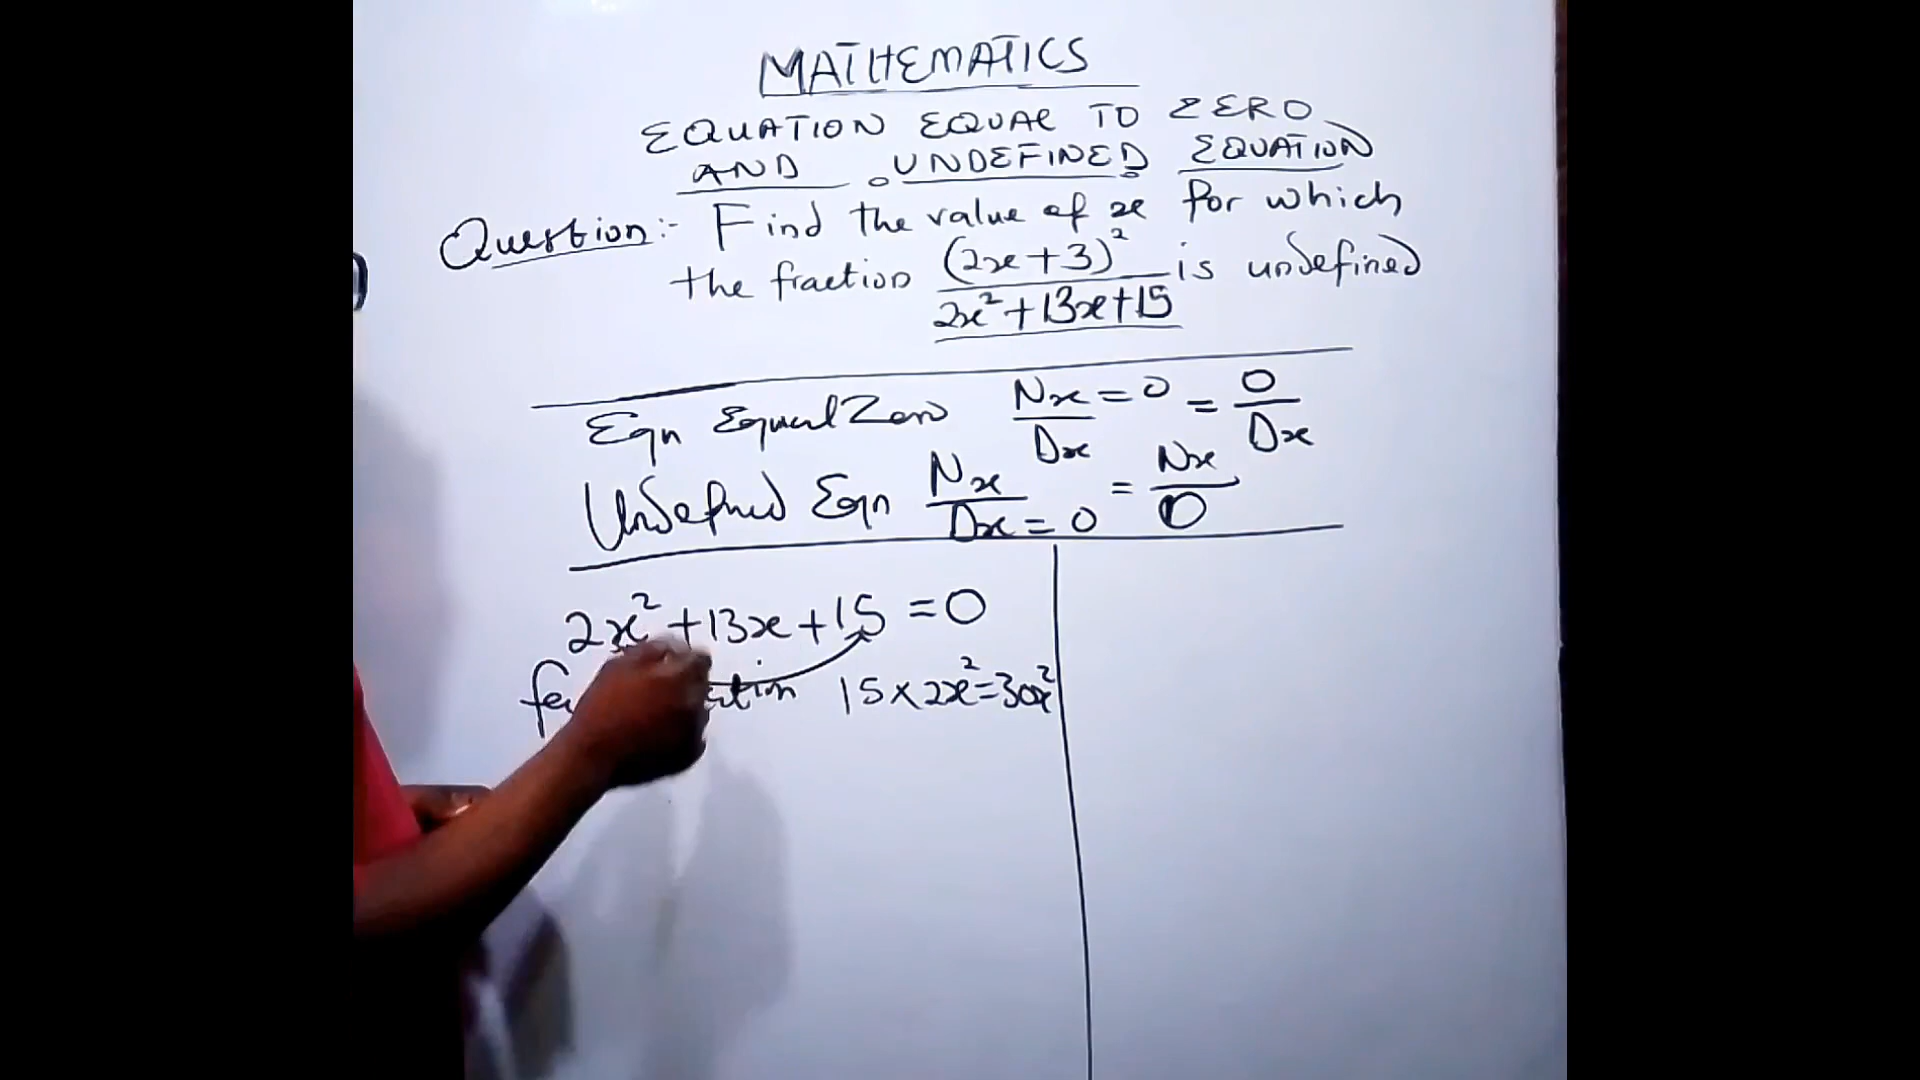 MATHEMATICS
EQUATION EQUAL TO ZERO
AND UNDEFINED EQUATION
Question:- Find the value of x for which
the fraction (2x+3)² / 2x²+13x+15 is undefined
Eqn Equal Zero Nx=0 / Dx = 0 / Dx
Undefined Eqn Nx / Dx=0 = Nx / 0
2x²+13x+15=0
15×2x²=30x²